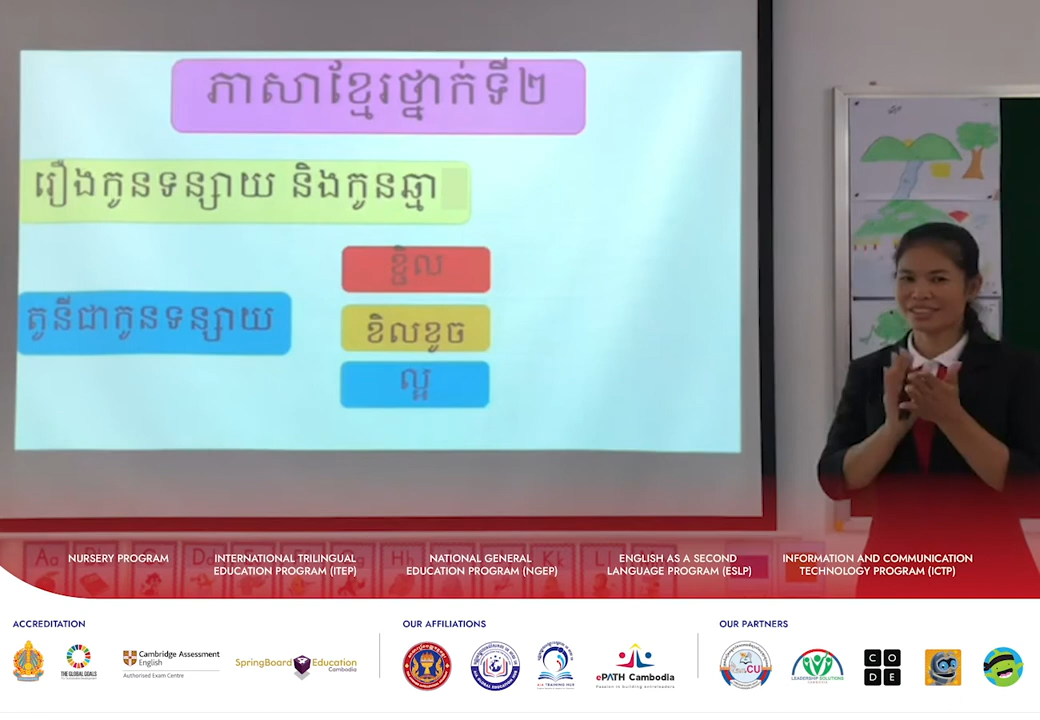 ភាសាខ្មែរថ្នាក់ទី២
រឿងកូនទន្សាយ និងកូនឆ្មា
ខ្ជិល
តូនីជាកូនទន្សាយ
ខិលខូច
ល្អ
Aa
Hh
Kk
NURSERY PROGRAM
INTERNATIONAL TRILINGUAL
EDUCATION PROGRAM (ITEP)
NATIONAL GENERAL
EDUCATION PROGRAM (NGEP)
ENGLISH AS A SECOND
LANGUAGE PROGRAM (ESLP)
INFORMATION AND COMMUNICATION
TECHNOLOGY PROGRAM (ICTP)
ACCREDITATION
OUR AFFILIATIONS
OUR PARTNERS
THE GLOBAL GOALS
Cambridge Assessment
English
Authorised Exam Centre
SpringBoard Education
Cambodia
ePATH Cambodia
CU
LEADERSHIP SOLUTIONS
CODE